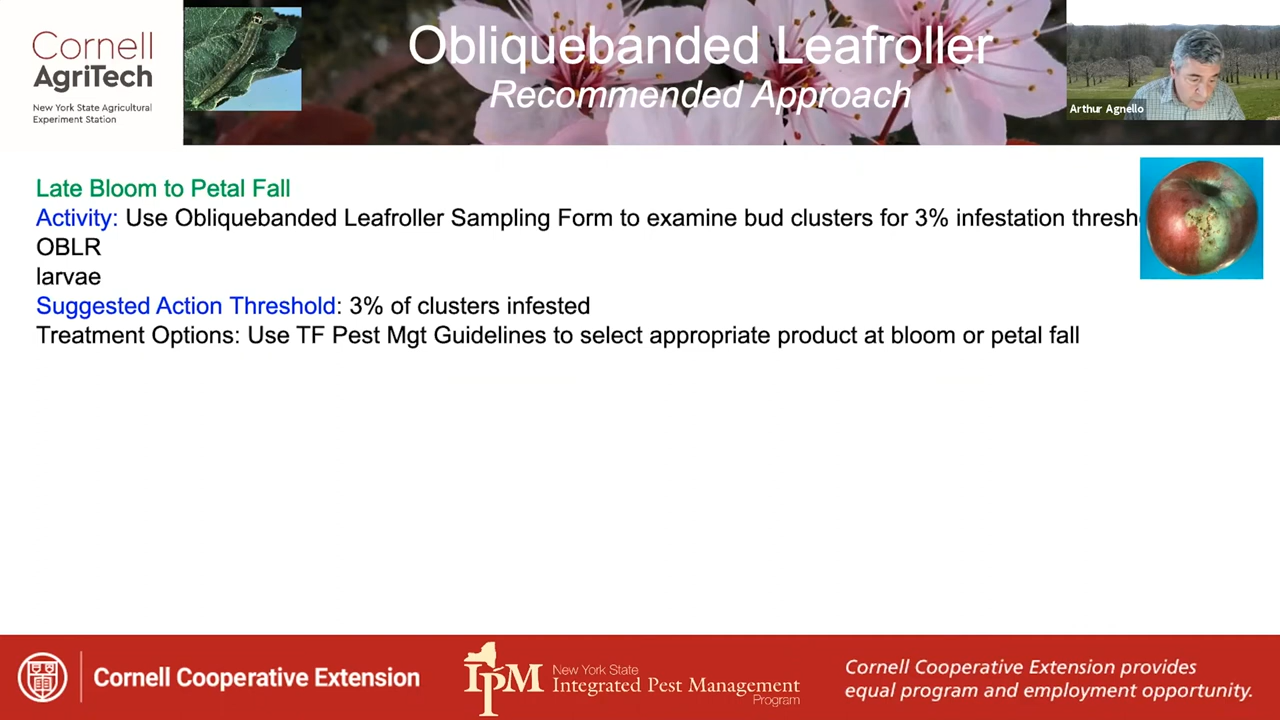 Cornell
AgriTech
New York State Agricultural
Experiment Station
Obliquebanded Leafroller
Recommended Approach
Arthur Agnello
Late Bloom to Petal Fall
Activity: Use Obliquebanded Leafroller Sampling Form to examine bud clusters for 3% infestation
OBLR
larvae
Suggested Action Threshold: 3% of clusters infested
Treatment Options: Use TF Pest Mgt Guidelines to select appropriate product at bloom or petal fall
Cornell Cooperative Extension
IPM
New York State
Integrated Pest Management
Program
Cornell Cooperative Extension provides
equal program and employment opportunity.